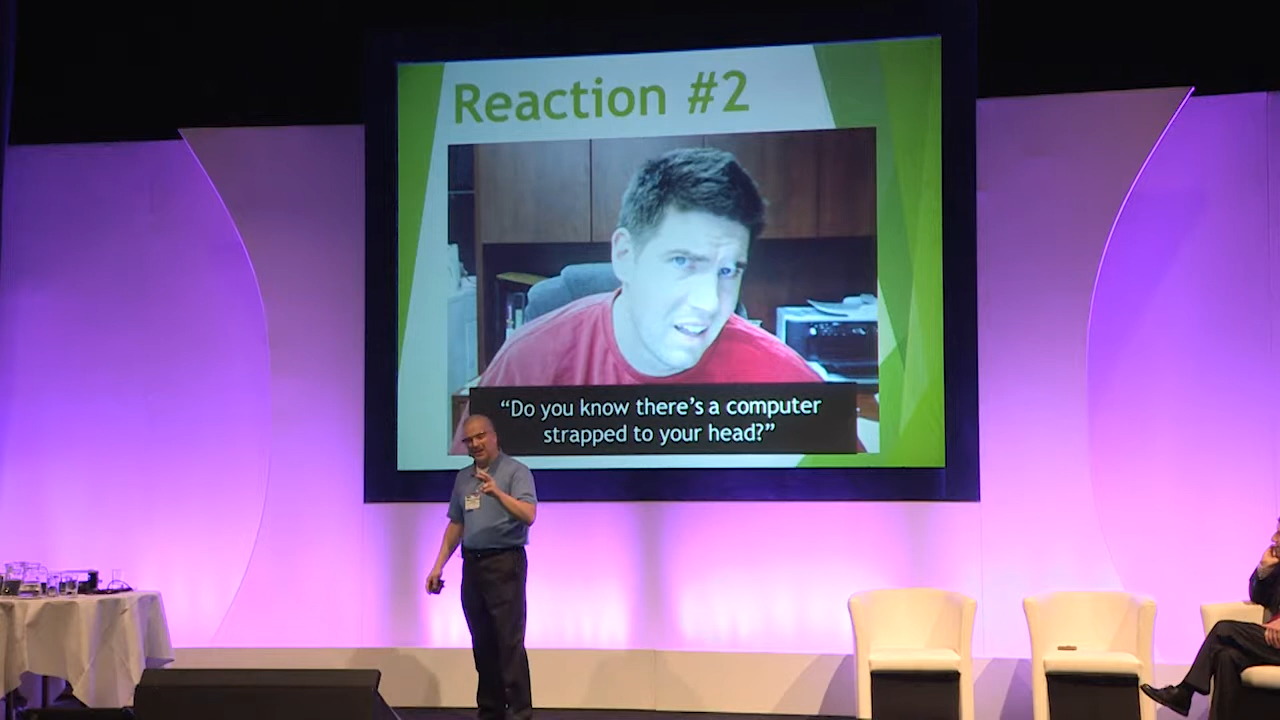 Reaction #2
“Do you know there’s a computer
strapped to your head?”